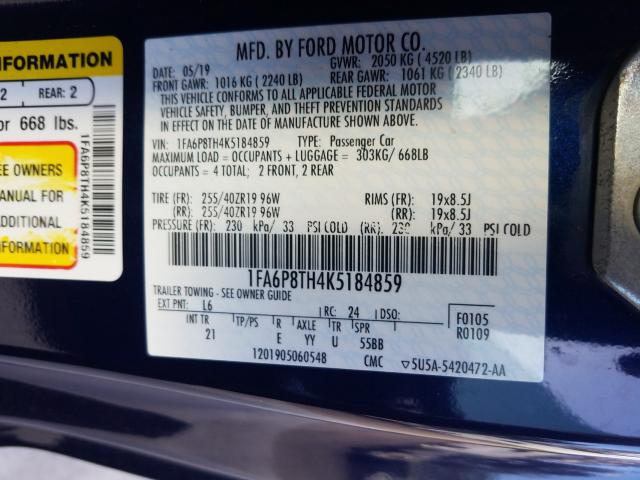 INFORMATION
2 REAR: 2
or 668 lbs.
EE OWNERS
MANUAL FOR
ADDITIONAL
INFORMATION
1FA6P8TH4K5184859
MFD. BY FORD MOTOR CO.
DATE: 05/19 GVWR: 2050 KG ( 4520 LB)
FRONT GAWR: 1016 KG ( 2240 LB) REAR GAWR: 1061 KG ( 2340 LB)
THIS VEHICLE CONFORMS TO ALL APPLICABLE FEDERAL MOTOR
VEHICLE SAFETY, BUMPER, AND THEFT PREVENTION STANDARDS
IN EFFECT ON THE DATE OF MANUFACTURE SHOWN ABOVE.
VIN: 1FA6P8TH4K5184859 TYPE: Passenger Car
MAXIMUM LOAD = OCCUPANTS + LUGGAGE = 303KG/ 668LB
OCCUPANTS = 4 TOTAL; 2 FRONT, 2 REAR
TIRE (FR): 255/40ZR19 96W RIMS (FR): 19x8.5J
(RR): 255/40ZR19 96W (RR): 19x8.5J
PRESSURE (FR): 230 kPa/ 33 PSI COLD (RR): 230 kPa/ 33 PSI COLD
1FA6P8TH4K5184859
TRAILER TOWING - SEE OWNER GUIDE
EXT PNT: L6 RC: 24 DSO: F0105
INT TR TP/PS R AXLE TR SPR R0109
21 E YY U 55BB
1201905060548 CMC 5U5A-5420472-AA